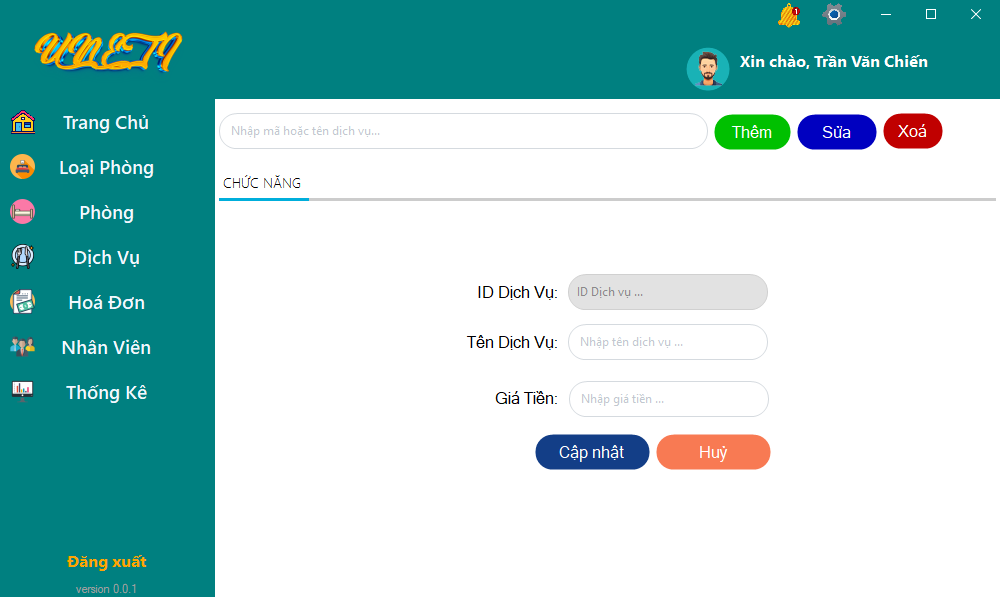 UNETI
1
Xin chào, Trần Văn Chiến
Trang Chủ
Loại Phòng
Phòng
Dịch Vụ
Hoá Đơn
Nhân Viên
Thống Kê
Đăng xuất
version 0.0.1
Nhập mã hoặc tên dịch vụ...
Thêm
Sửa
Xoá
CHỨC NĂNG
ID Dịch Vụ:
ID Dịch vụ ...
Tên Dịch Vụ:
Nhập tên dịch vụ ...
Giá Tiền:
Nhập giá tiền ...
Cập nhật
Huỷ